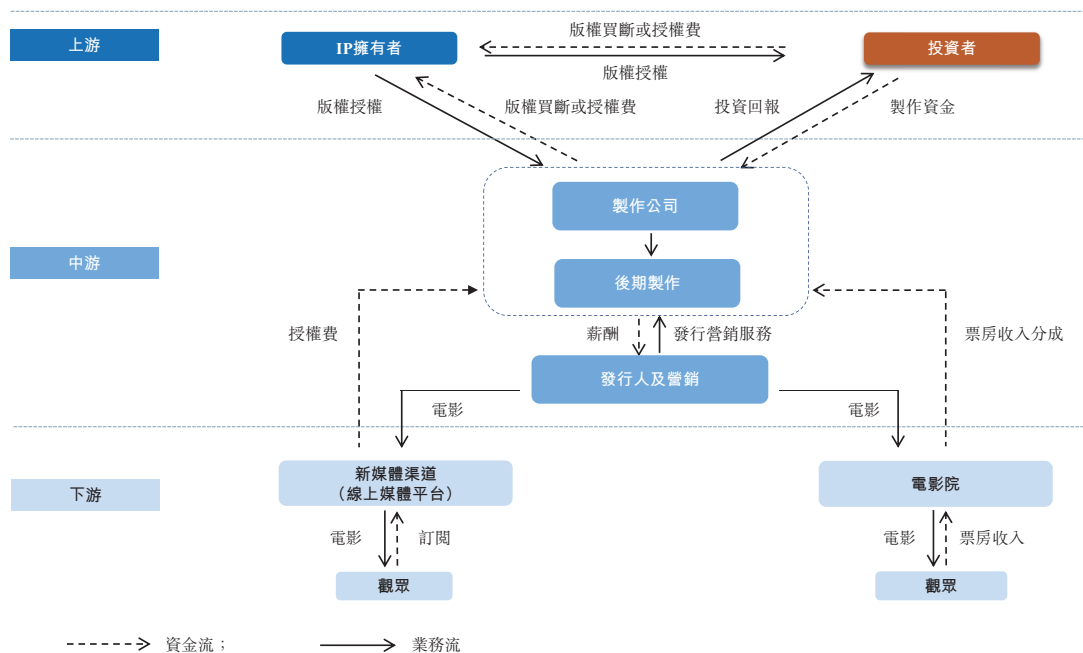 上游
IP擁有者
版權買斷或授權費
版權授權
投資者
版權授權
版權買斷或授權費
投資回報
製作資金
製作公司
中游
後期製作
授權費
薪酬
發行營銷服務
票房收入分成
發行人及營銷
電影
電影
下游
新媒體渠道
（線上媒體平台）
電影院
電影
訂閱
電影
票房收入
觀眾
觀眾
資金流；
業務流